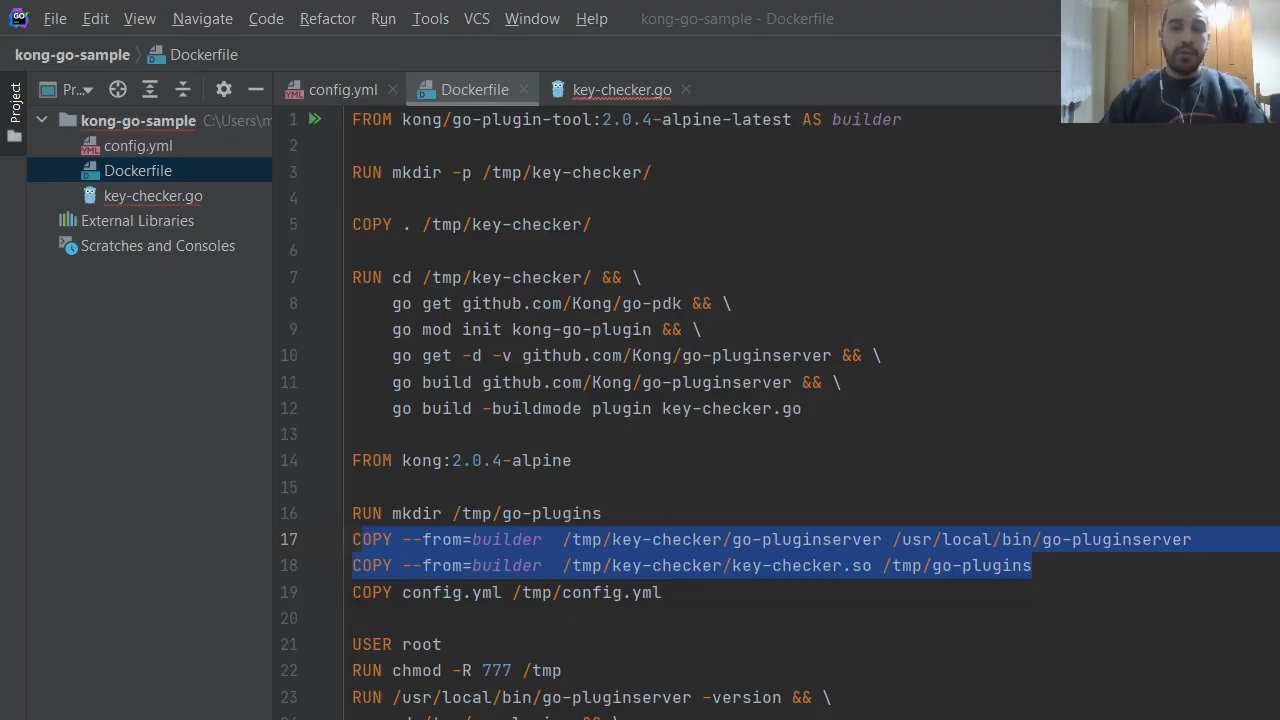 File Edit View Navigate Code Refactor Run Tools VCS Window Help kong-go-sample - Dockerfile
kong-go-sample Dockerfile
Project
Pr...
config.yml
Dockerfile
key-checker.go
kong-go-sample C:\Users\m
config.yml
Dockerfile
key-checker.go
External Libraries
Scratches and Consoles
1 FROM kong/go-plugin-tool:2.0.4-alpine-latest AS builder
2
3 RUN mkdir -p /tmp/key-checker/
4
5 COPY . /tmp/key-checker/
6
7 RUN cd /tmp/key-checker/ && \
8 go get github.com/Kong/go-pdk && \
9 go mod init kong-go-plugin && \
10 go get -d -v github.com/Kong/go-pluginserver && \
11 go build github.com/Kong/go-pluginserver && \
12 go build -buildmode plugin key-checker.go
13
14 FROM kong:2.0.4-alpine
15
16 RUN mkdir /tmp/go-plugins
17 COPY --from=builder /tmp/key-checker/go-pluginserver /usr/local/bin/go-pluginserver
18 COPY --from=builder /tmp/key-checker/key-checker.so /tmp/go-plugins
19 COPY config.yml /tmp/config.yml
20
21 USER root
22 RUN chmod -R 777 /tmp
23 RUN /usr/local/bin/go-pluginserver -version && \